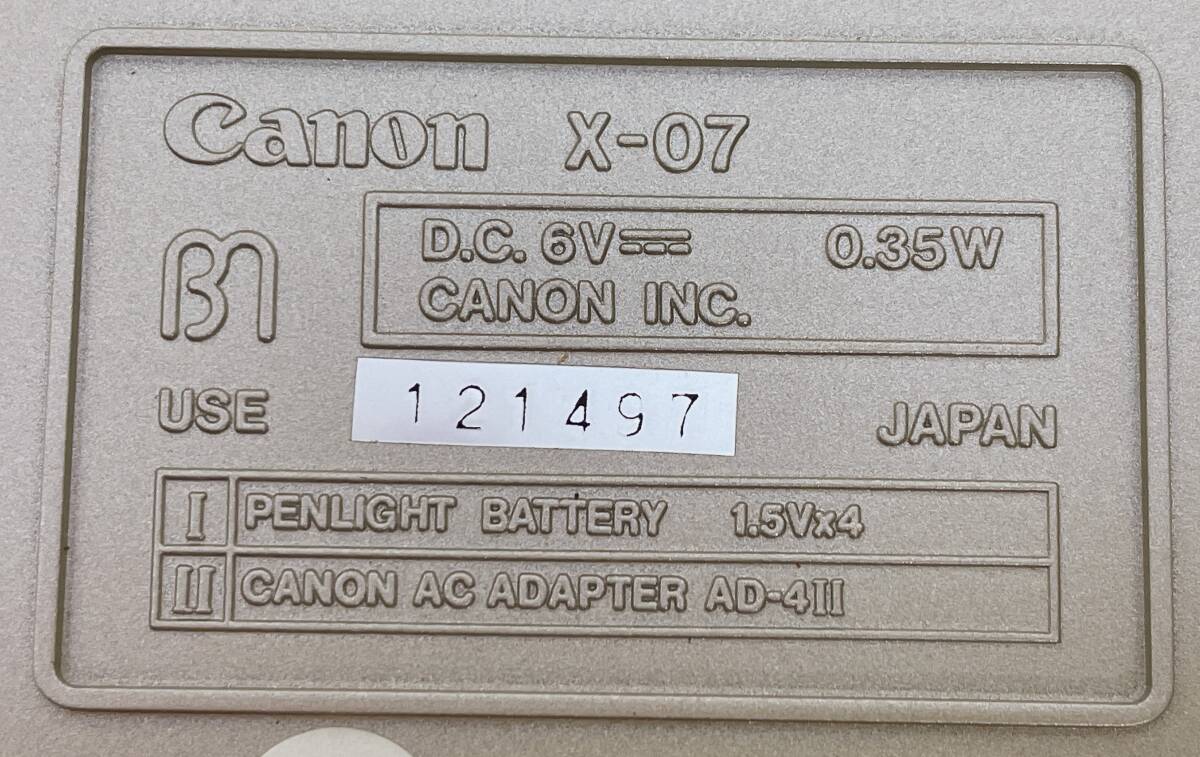 Canon X-07
D.C. 6V⎓ 0.35W
CANON INC.
USE 121497 JAPAN
I PENLIGHT BATTERY 1.5Vx4
II CANON AC ADAPTER AD-4II